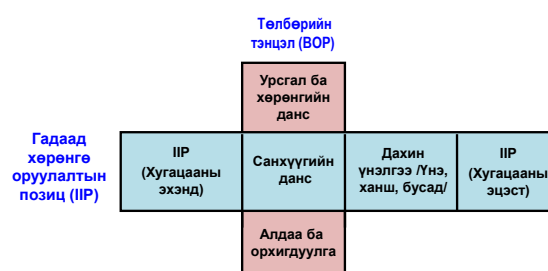 Төлбөрийн
тэнцэл (BOP)
Урсгал ба
хөрөнгийн
данс
Гадаад
хөрөнгө
оруулалтын
позиц (IIP)
IIP
(Хугацааны
эхэнд)
Санхүүгийн
данс
Дахин
үнэлгээ /Үнэ,
ханш, бусад/
IIP
(Хугацааны
эцэст)
Алдаа ба
орхигдуулга